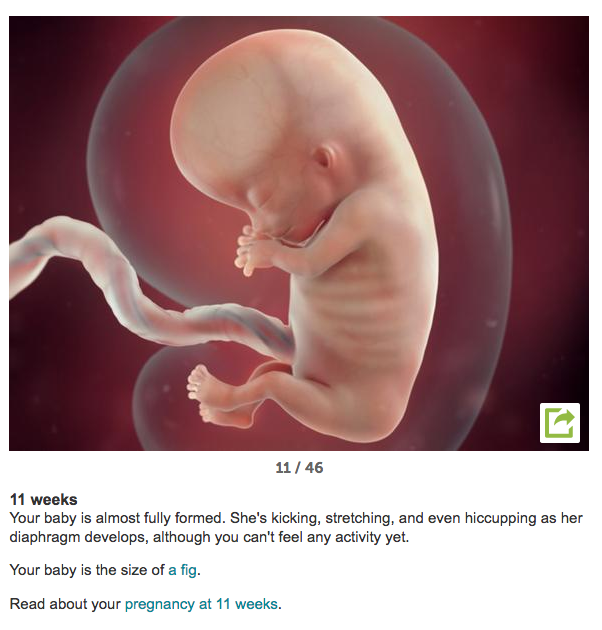 11 / 46
11 weeks
Your baby is almost fully formed. She's kicking, stretching, and even hiccupping as her
diaphragm develops, although you can't feel any activity yet.
Your baby is the size of a fig.
Read about your pregnancy at 11 weeks.